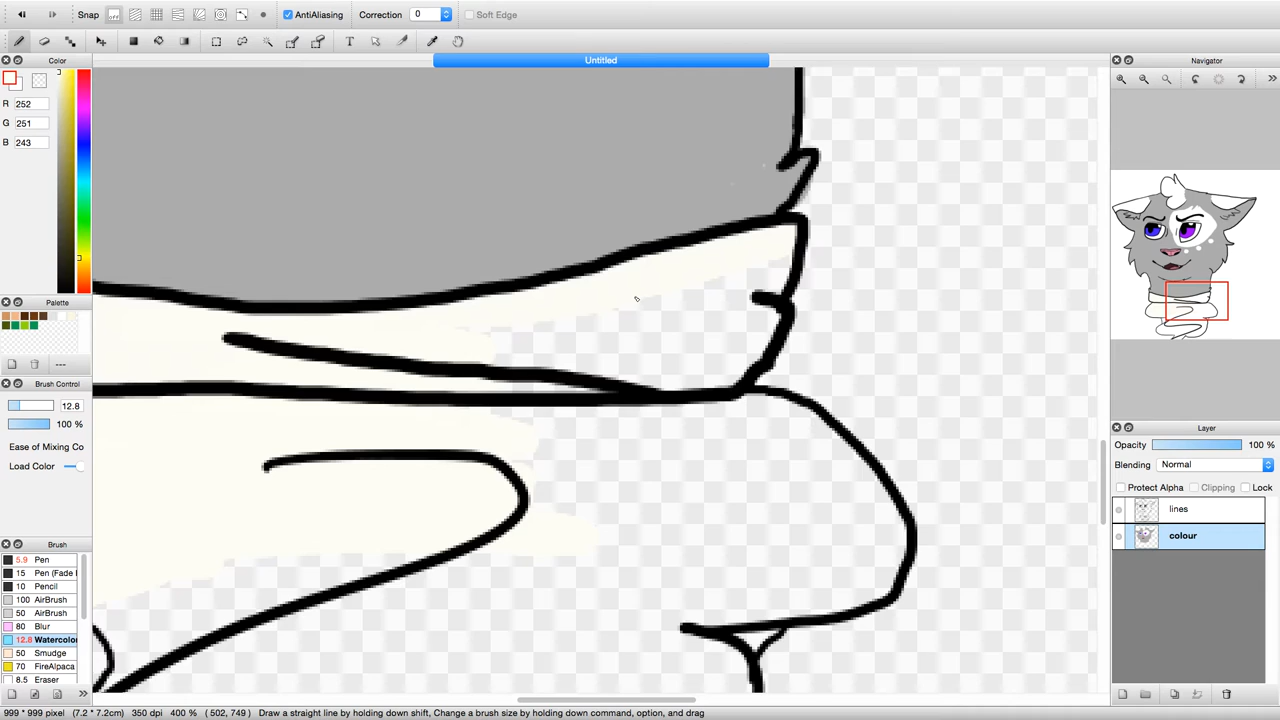 Snap AntiAliasing Correction 0 Soft Edge
Color
Untitled
Navigator
R 252
G 251
B 243
Palette
---
Brush Control
12.8
100 %
Ease of Mixing Co
Load Color
Brush
5.9 Pen
15 Pen (Fade
10 Pencil
100 AirBrush
50 AirBrush
80 Blur
12.8 Watercolo
50 Smudge
70 FireAlpaca
8.5 Eraser
Layer
Opacity 100 %
Blending Normal
Protect Alpha Clipping Lock
lines
colour
999 * 999 pixel (7.2 * 7.2cm) 350 dpi 400 % ( 502, 749 ) Draw a straight line by holding down shift, Change a brush size by holding down command, option, and drag